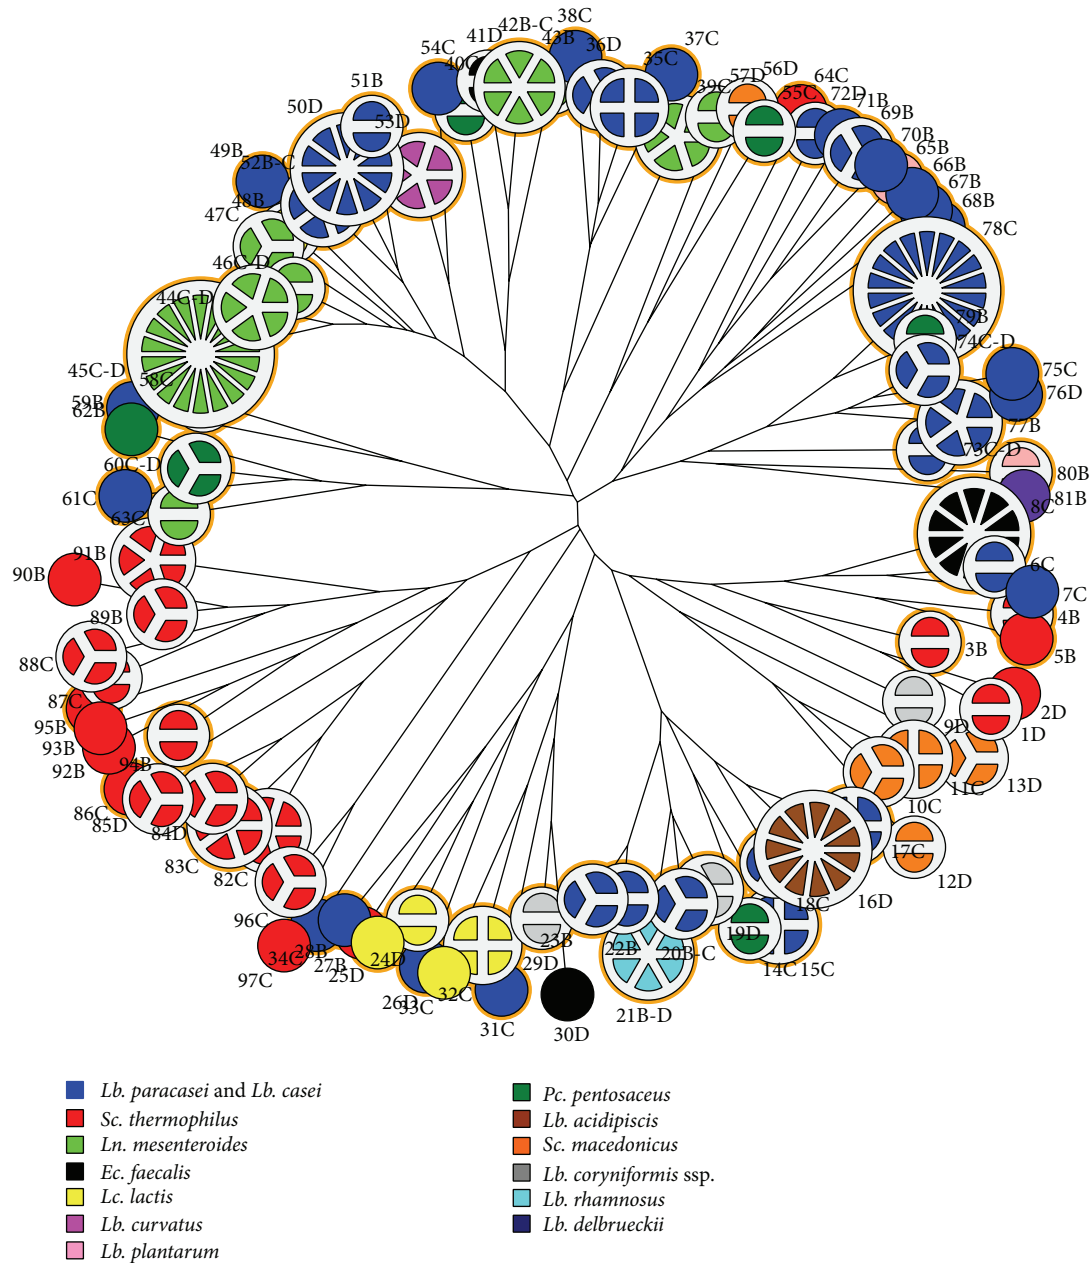 38C
42B-C
41D
43B
36D
37C
54C
40C
35C
56D
57D
64C
51B
39C
55C
72D
71B
50D
53D
69B
70B
65B
49B
52B-C
66B
67B
48B
68B
47C
78C
46C-D
44C-D
79B
74C-D
45C-D
58C
75C
59B
76D
62B
77B
73C-D
60C-D
80B
61C
81B
8C
63C
91B
6C
90B
7C
89B
4B
3B
5B
88C
87C
2D
95B
9D
1D
93B
94B
92B
11C
13D
86C
10C
85D
84D
17C
83C
82C
12D
96C
18C
16D
19D
34C
28B
23B
22B
20B-C
27B
24D
29D
14C
15C
97C
25D
32C
26D
33C
21B-D
31C
30D
Lb. paracasei and Lb. casei
Sc. thermophilus
Ln. mesenteroides
Ec. faecalis
Lc. lactis
Lb. curvatus
Lb. plantarum
Pc. pentosaceus
Lb. acidipiscis
Sc. macedonicus
Lb. coryniformis ssp.
Lb. rhamnosus
Lb. delbrueckii